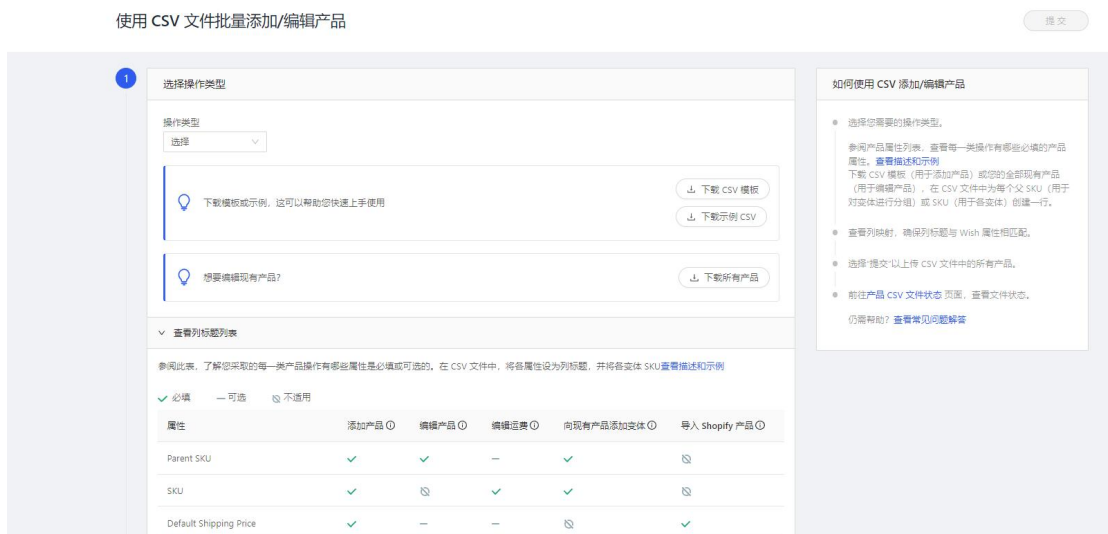 使用 CSV 文件批量添加/编辑产品
提交
1
选择操作类型
操作类型
选择
下载模板或示例，这可以帮助您快速上手使用
下载 CSV 模板
下载示例 CSV
想要编辑现有产品?
下载所有产品
查看列标题列表
参阅此表，了解您采取的每一类产品操作有哪些属性是必填或可选的。在 CSV 文件中，将各属性设为列标题，并将各变体 SKU查看描述和示例
必填 可选 不适用
属性 添加产品 编辑产品 编辑运费 向现有产品添加变体 导入 Shopify 产品
Parent SKU
SKU
Default Shipping Price
如何使用 CSV 添加/编辑产品
选择您需要的操作类型。
参阅产品属性列表，查看每一类操作有哪些必填的产品
属性。查看描述和示例
下载 CSV 模板（用于添加产品）或您的全部现有产品
（用于编辑产品），在 CSV 文件中为每个父 SKU（用于
对变体进行分组）或 SKU（用于各变体）创建一行。
查看列映射，确保列标题与 Wish 属性相匹配。
选择“提交”以上传 CSV 文件中的所有产品。
前往产品 CSV 文件状态 页面，查看文件状态。
仍需帮助？查看常见问题解答